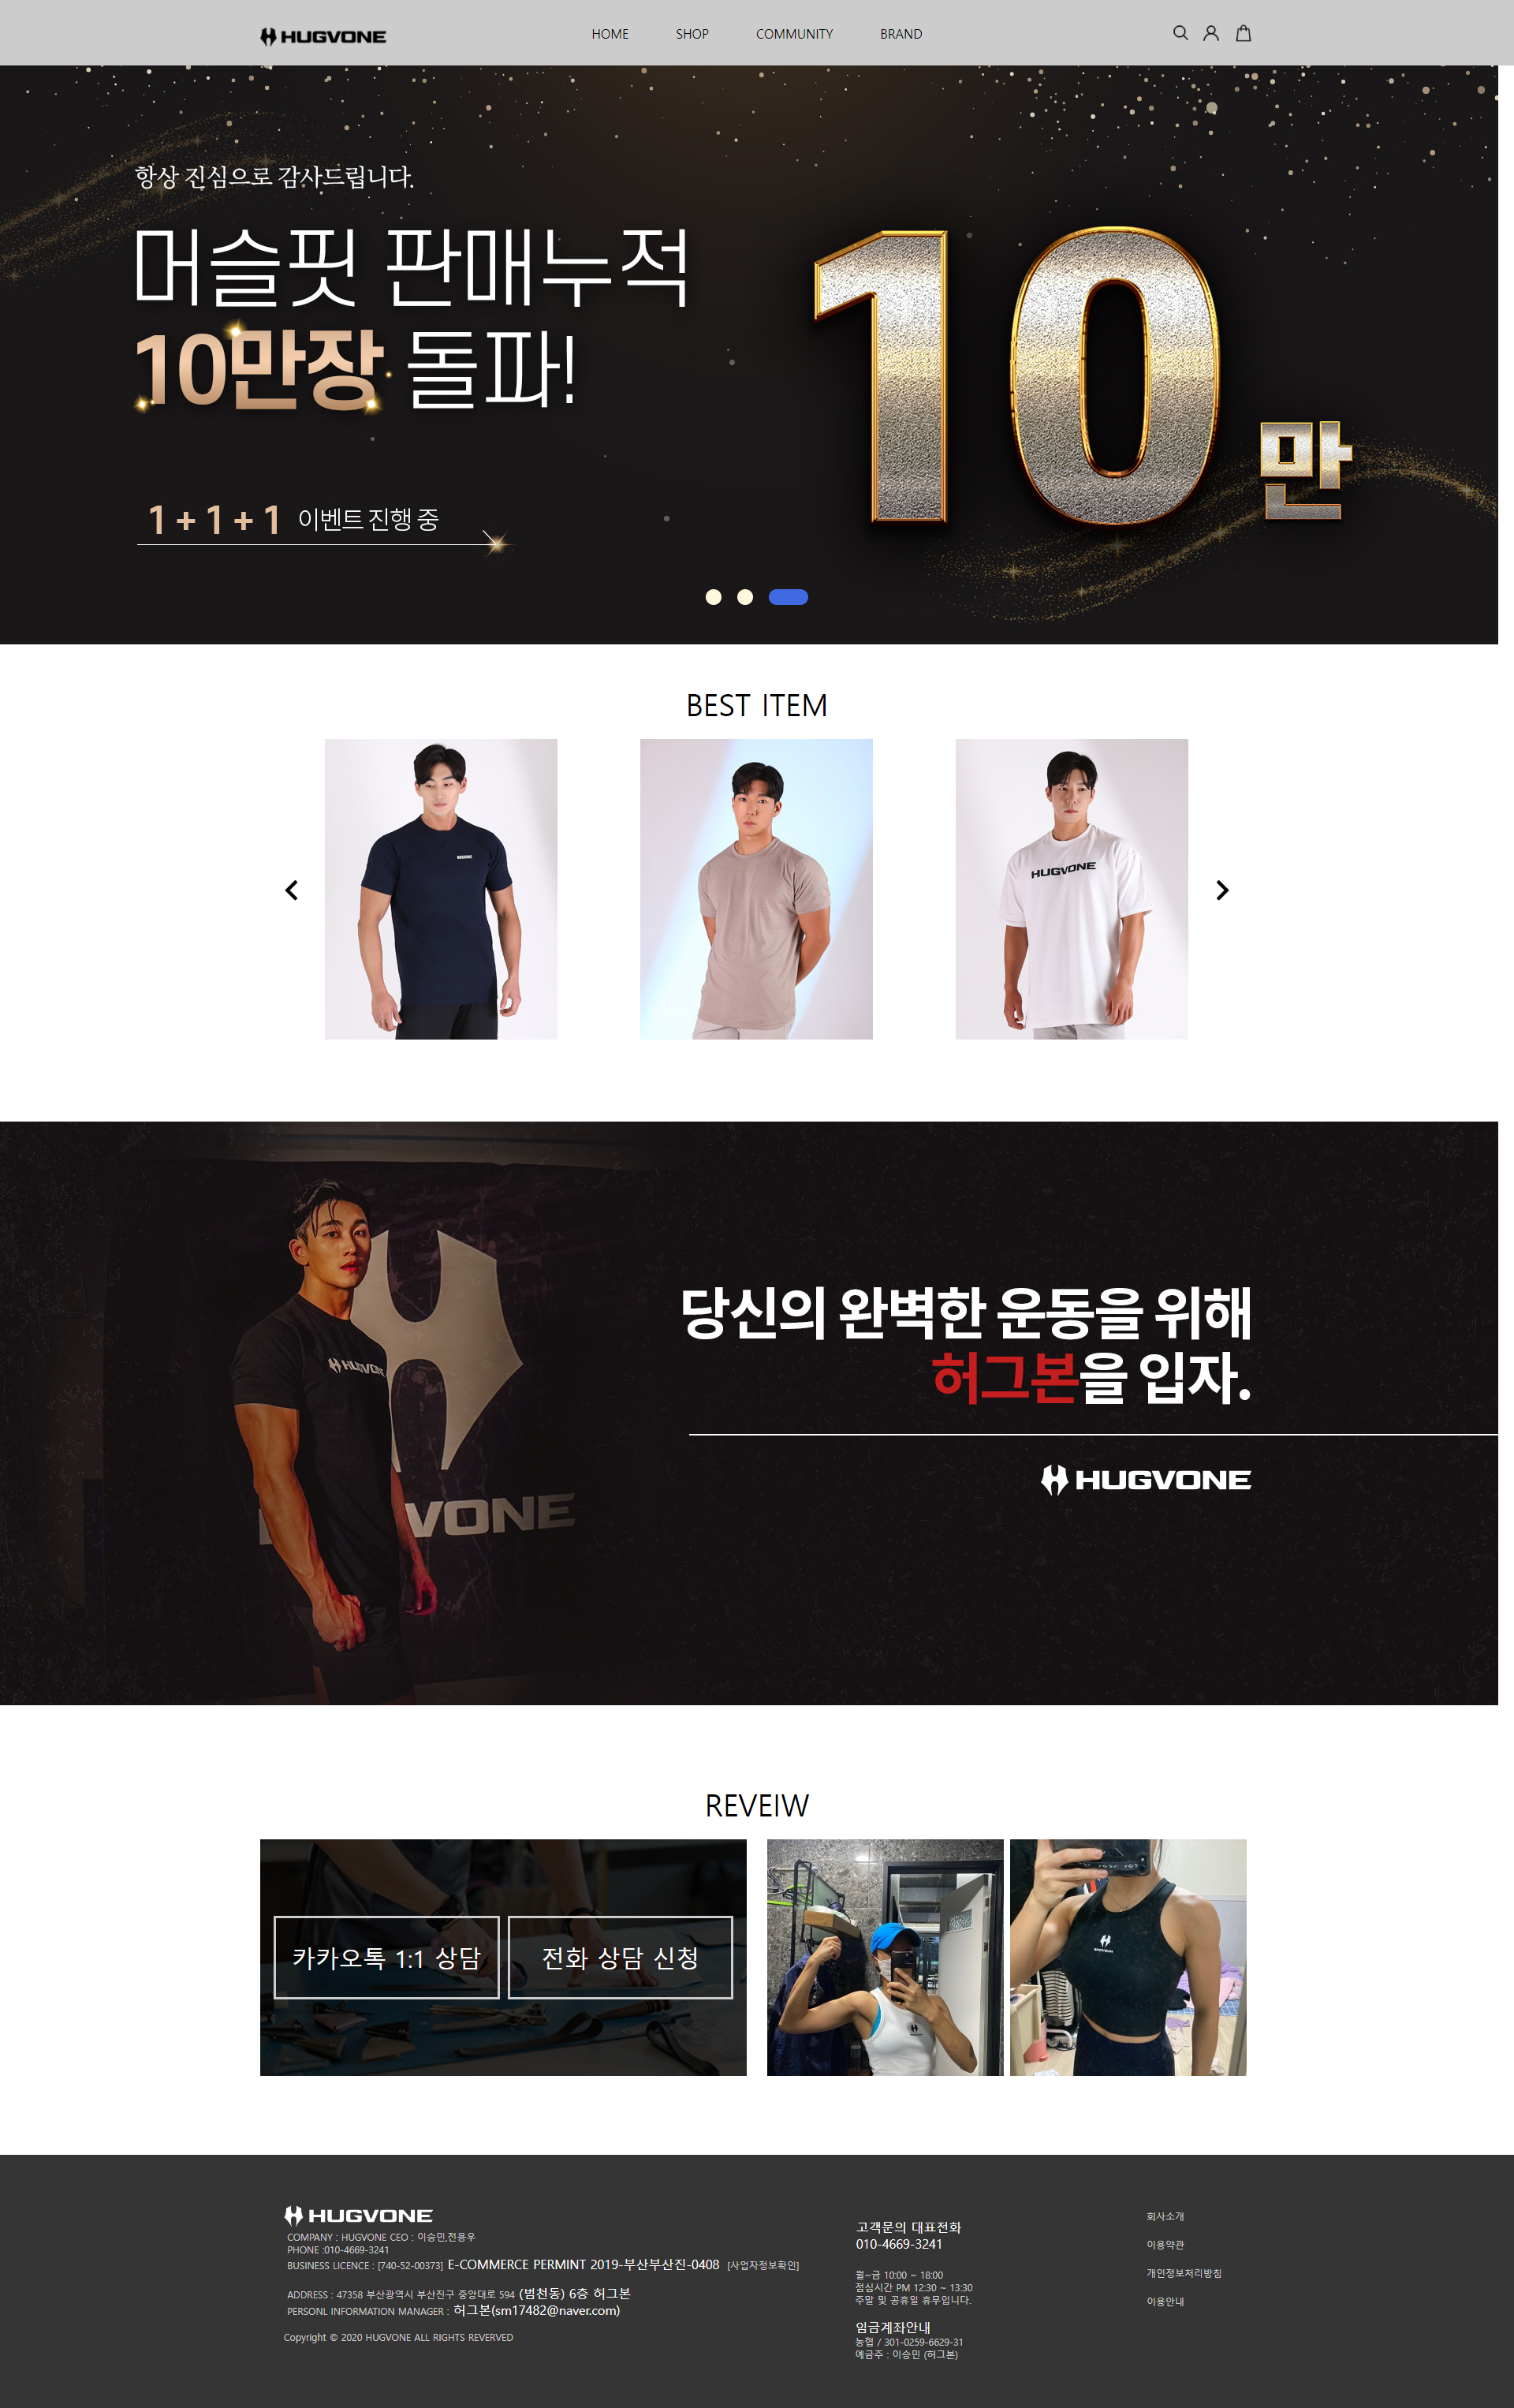 HUGVONE
HOME SHOP COMMUNITY BRAND
항상 진심으로 감사드립니다.
머슬핏 판매누적
10만장 돌파!
10만
1 + 1 + 1 이벤트 진행 중
BEST ITEM
HUGVONE
HUGVONE
당신의 완벽한 운동을 위해
허그본을 입자.
HUGVONE
HUGVONE
VONE
REVEIW
카카오톡 1:1 상담
전화 상담 신청
HUGVONE
COMPANY : HUGVONE CEO : 이승민,전용우
PHONE :010-4669-3241
BUSINESS LICENCE : [740-52-00373] E-COMMERCE PERMINT 2019-부산부산진-0408 [사업자정보확인]
ADDRESS : 47358 부산광역시 부산진구 중앙대로 594 (범천동) 6층 허그본
PERSONL INFORMATION MANAGER : 허그본(sm17482@naver.com)
Copyright © 2020 HUGVONE ALL RIGHTS REVERVED
고객문의 대표전화
010-4669-3241
월~금 10:00 ~ 18:00
점심시간 PM 12:30 ~ 13:30
주말 및 공휴일 휴무입니다.
임금계좌안내
농협 / 301-0259-6629-31
예금주 : 이승민 (허그본)
회사소개
이용약관
개인정보처리방침
이용안내